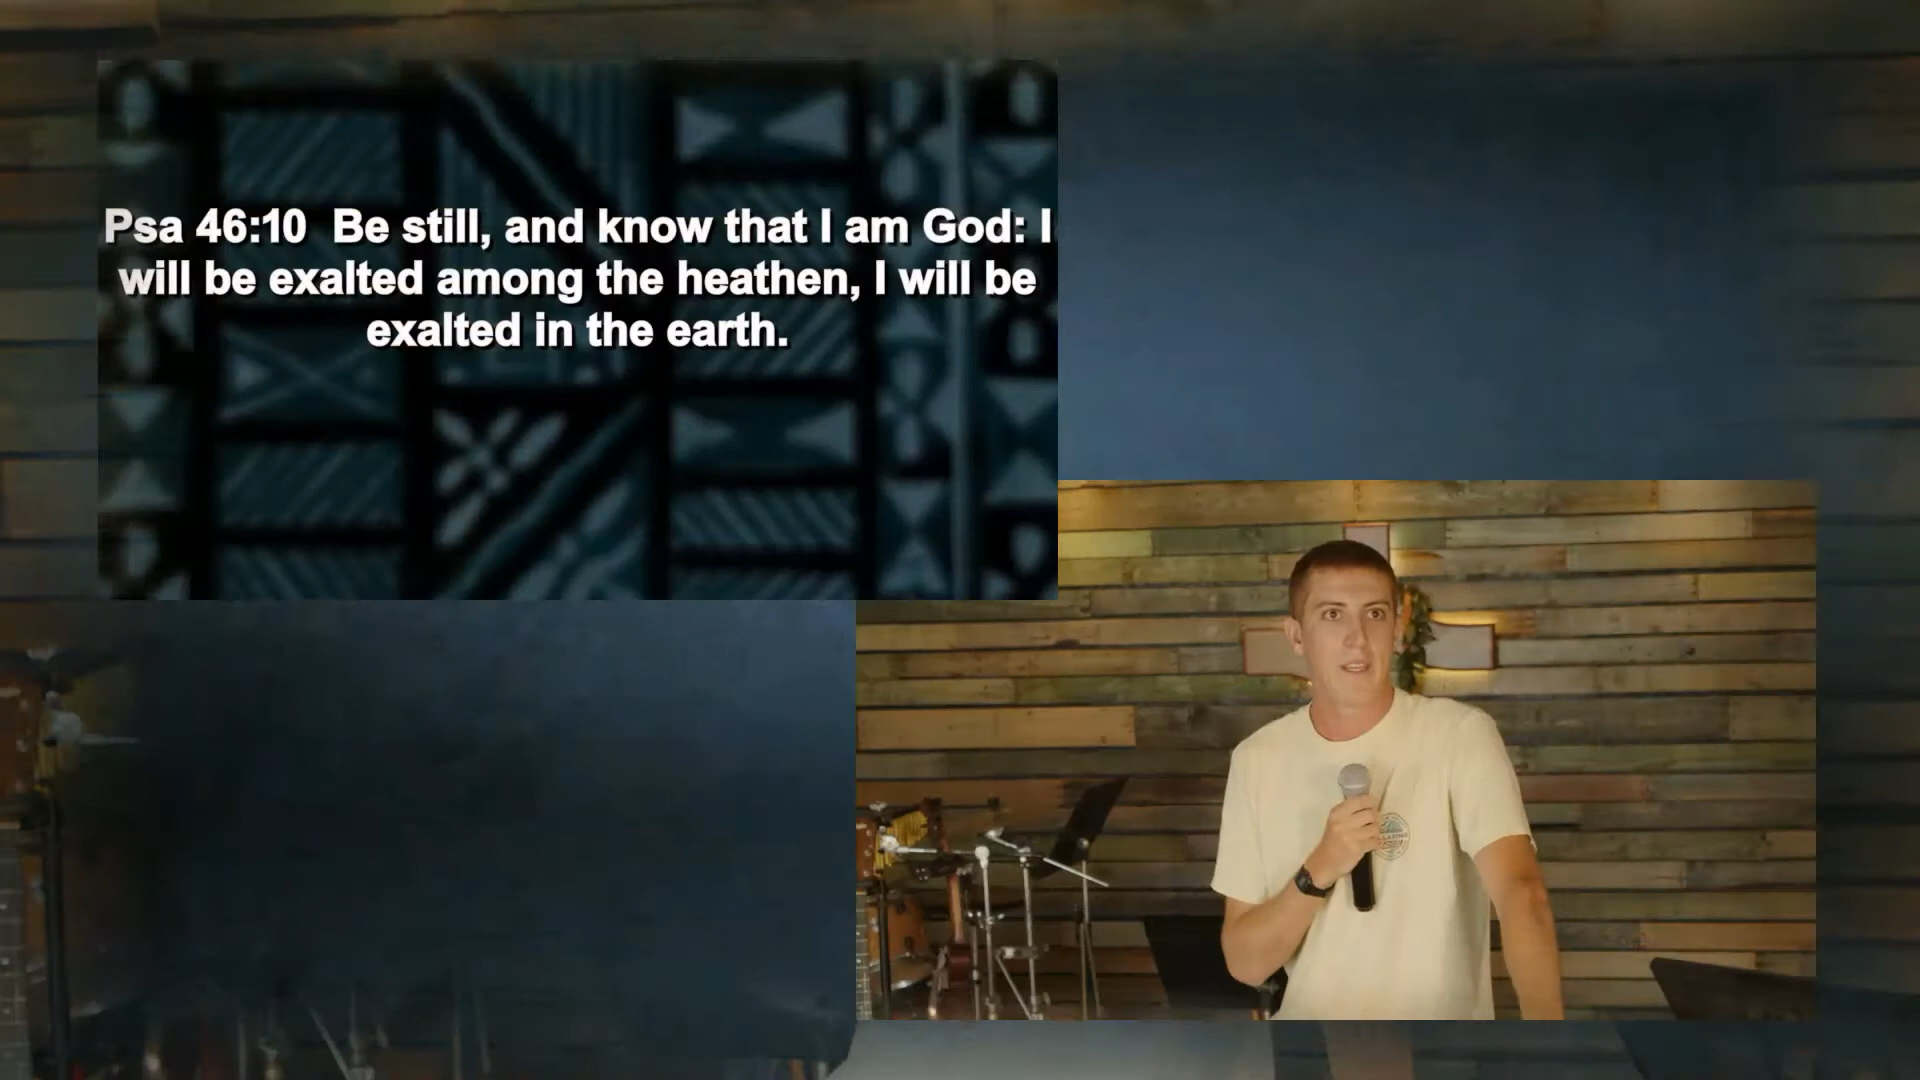 Psa 46:10  Be still, and know that I am God: I
will be exalted among the heathen, I will be
exalted in the earth.